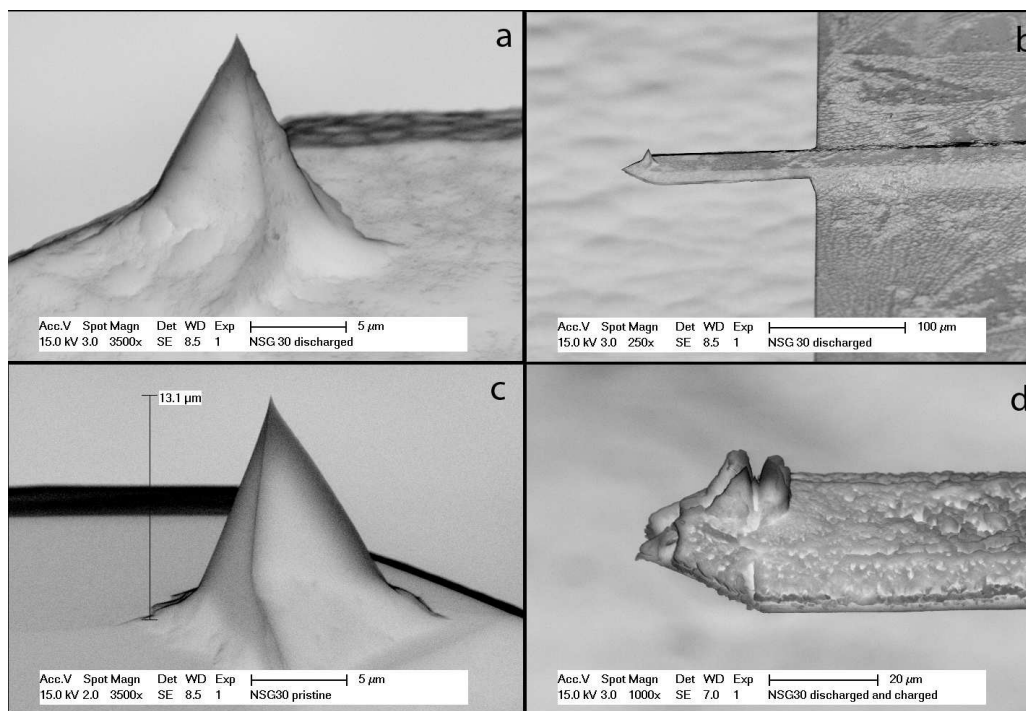 a
Acc.V Spot Magn Det WD Exp 5 µm
15.0 kV 3.0 3500x SE 8.5 1 NSG 30 discharged
b
Acc.V Spot Magn Det WD Exp 100 µm
15.0 kV 3.0 250x SE 8.5 1 NSG 30 discharged
c
13.1 µm
Acc.V Spot Magn Det WD Exp 5 µm
15.0 kV 2.0 3500x SE 8.5 1 NSG30 pristine
d
Acc.V Spot Magn Det WD Exp 20 µm
15.0 kV 3.0 1000x SE 7.0 1 NSG30 discharged and charged